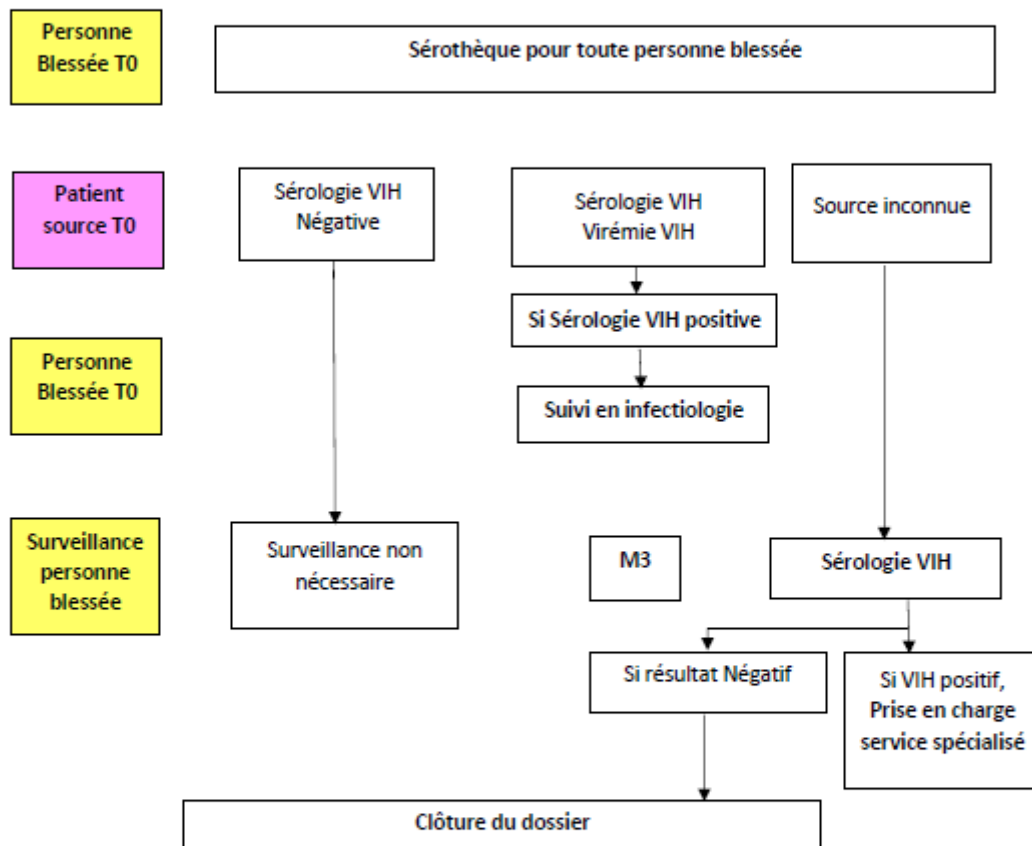 Personne
Blessée T0
Sérothèque pour toute personne blessée
Patient
source T0
Sérologie VIH
Négative
Sérologie VIH
Virémie VIH
Source inconnue
Si Sérologie VIH positive
Personne
Blessée T0
Suivi en infectiologie
Surveillance
personne
blessée
Surveillance non
nécessaire
M3
Sérologie VIH
Si résultat Négatif
Si VIH positif,
Prise en charge
service spécialisé
Clôture du dossier